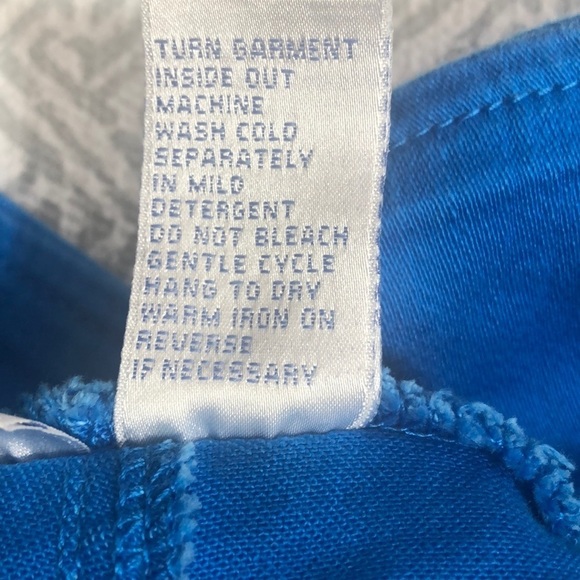 TURN GARMENT
INSIDE OUT
MACHINE
WASH COLD
SEPARATELY
IN MILD
DETERGENT
DO NOT BLEACH
GENTLE CYCLE
HANG TO DRY
WARM IRON ON
REVERSE
IF NECESSARY